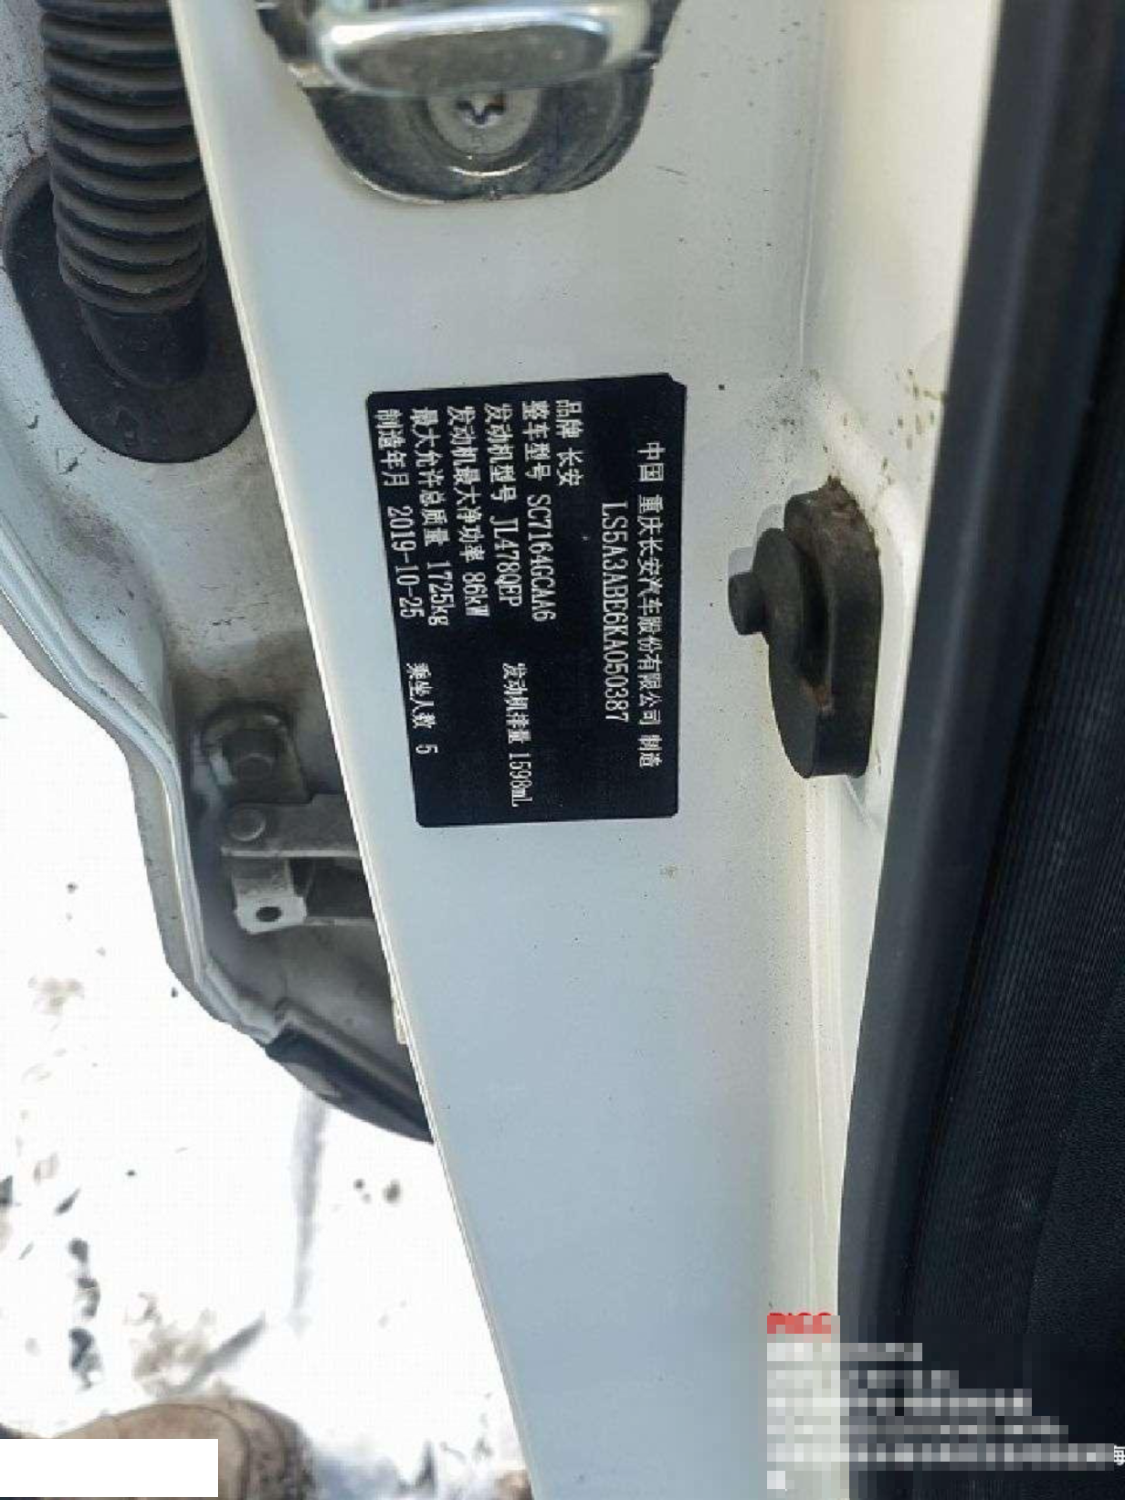 中国 重庆长安汽车股份有限公司 制造
LS5A3ABE6KA050387
品牌 长安
整车型号 SC7164GCAA6
发动机型号 JL478QEP 发动机排量 1598mL
发动机最大净功率 86kW
最大允许总质量 1725kg
制造年月 2019-10-25 乘坐人数 5
PICC